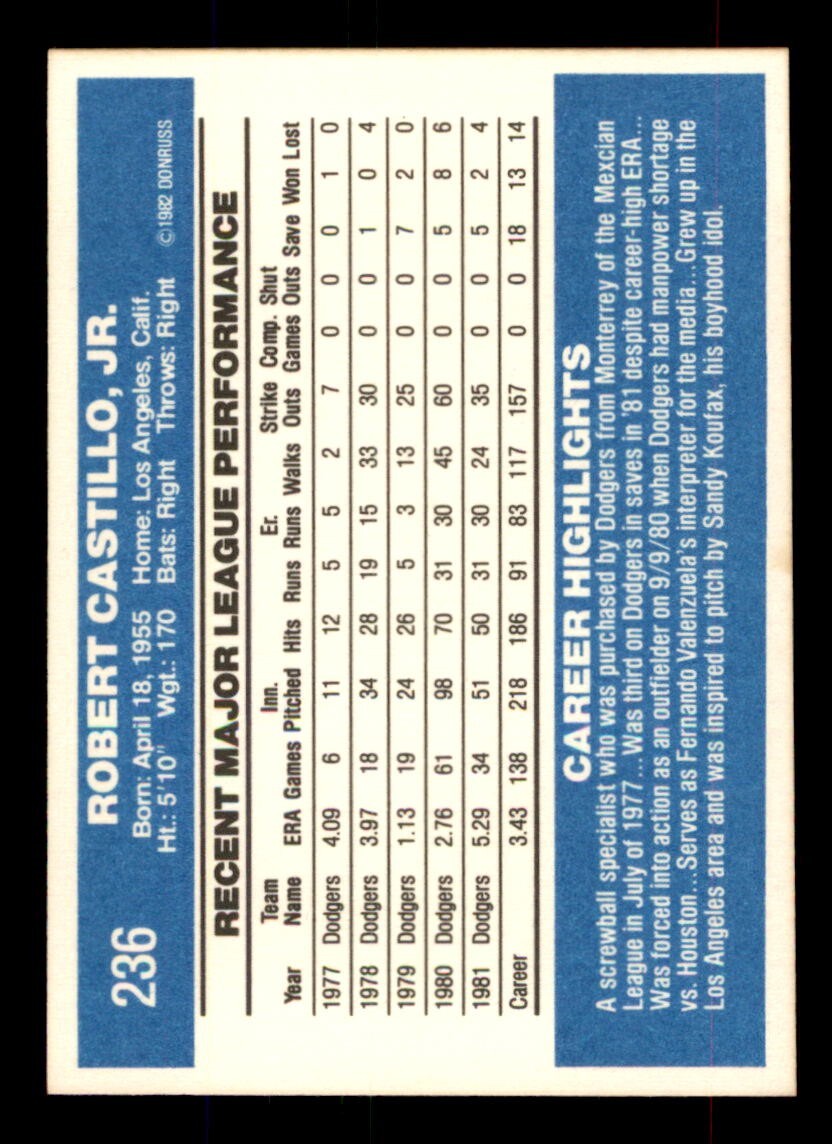 236
ROBERT CASTILLO, JR.
Born: April 18, 1955 Home: Los Angeles, Calif.
Ht.: 5'10" Wgt.: 170 Bats: Right Throws: Right ©1982 DONRUSS
RECENT MAJOR LEAGUE PERFORMANCE
Team Inn. Er. Strike Comp. Shut
Year Name ERA Games Pitched Hits Runs Runs Walks Outs Games Outs Save Won Lost
1977 Dodgers 4.09 6 11 12 5 5 2 7 0 0 0 1 0
1978 Dodgers 3.97 18 34 28 19 15 33 30 0 0 1 0 4
1979 Dodgers 1.13 19 24 26 5 3 13 25 0 0 7 2 0
1980 Dodgers 2.76 61 98 70 31 30 45 60 0 0 5 8 6
1981 Dodgers 5.29 34 51 50 31 30 24 35 0 0 5 2 4
Career 3.43 138 218 186 91 83 117 157 0 0 18 13 14
CAREER HIGHLIGHTS
A screwball specialist who was purchased by Dodgers from Monterrey of the Mexcian
League in July of 1977...Was third on Dodgers in saves in '81 despite career-high ERA...
Was forced into action as an outfielder on 9/9/80 when Dodgers had manpower shortage
vs. Houston...Serves as Fernando Valenzuela's interpreter for the media...Grew up in the
Los Angeles area and was inspired to pitch by Sandy Koufax, his boyhood idol.